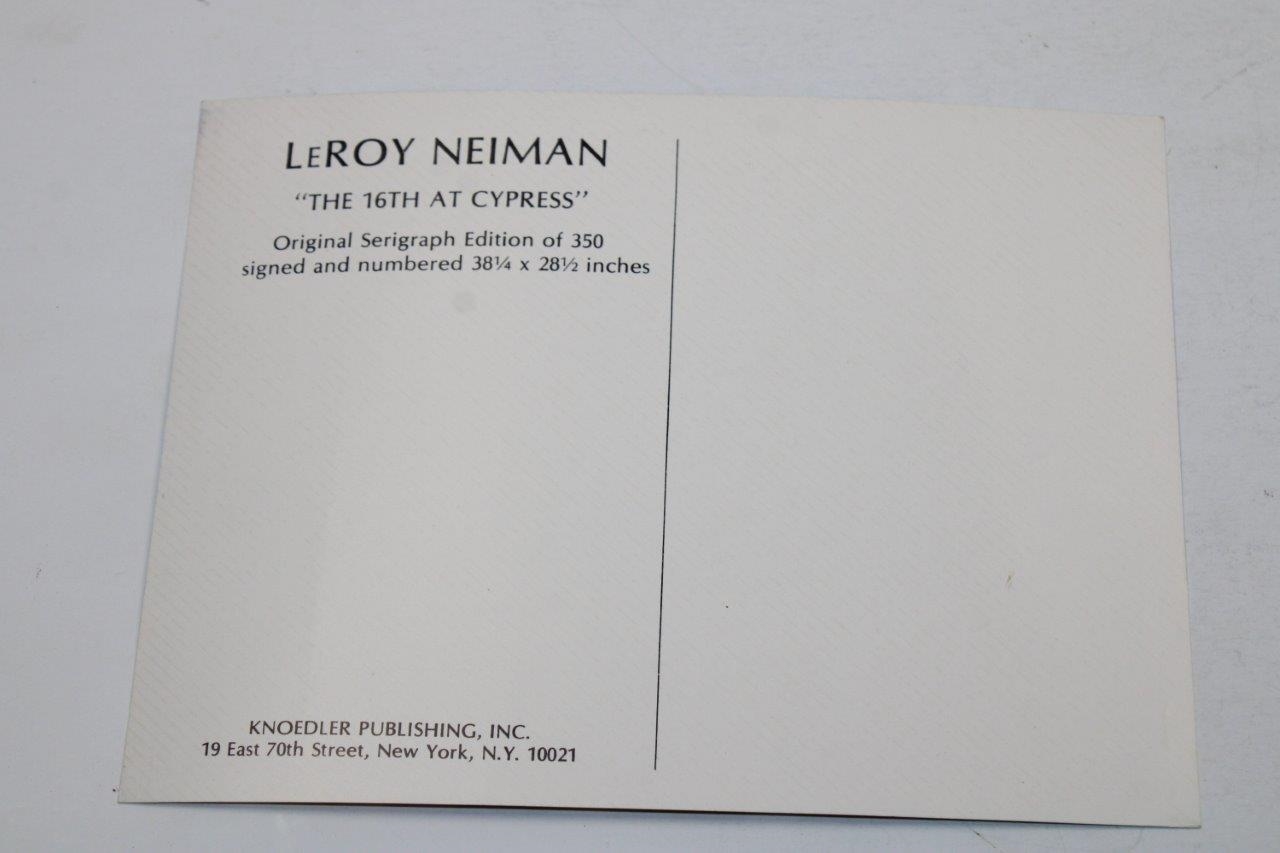 LeROY NEIMAN
“THE 16TH AT CYPRESS”
Original Serigraph Edition of 350
signed and numbered 38¼ x 28½ inches
KNOEDLER PUBLISHING, INC.
19 East 70th Street, New York, N.Y. 10021